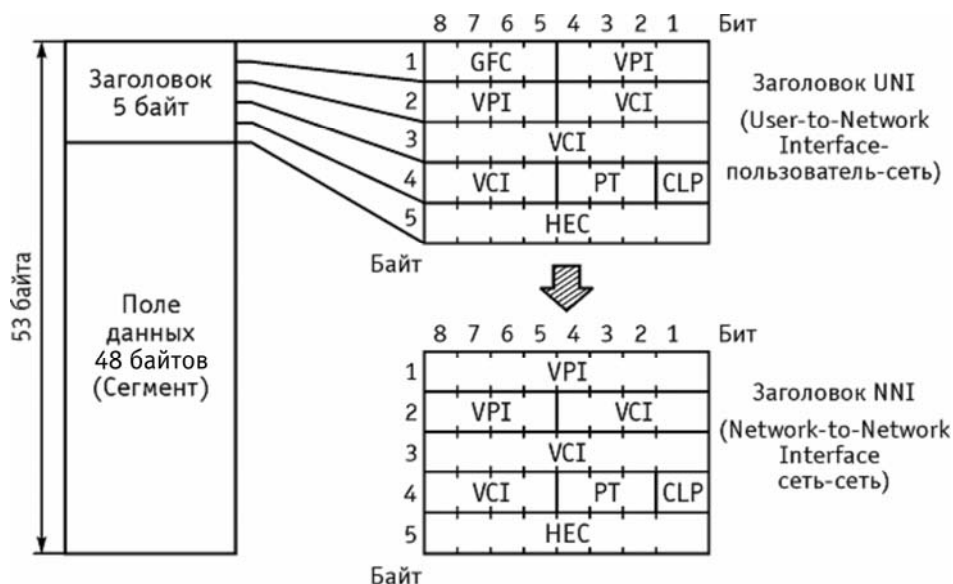 8 7 6 5 4 3 2 1 Бит
Заголовок
5 байт
1 GFC VPI
2 VPI VCI
3 VCI
4 VCI PT CLP
5 HEC
Байт
Заголовок UNI
(User-to-Network
Interface-
пользователь-сеть)
53 байта
Поле
данных
48 байтов
(Сегмент)
8 7 6 5 4 3 2 1 Бит
1 VPI
2 VPI VCI
3 VCI
4 VCI PT CLP
5 HEC
Байт
Заголовок NNI
(Network-to-Network
Interface
сеть-сеть)